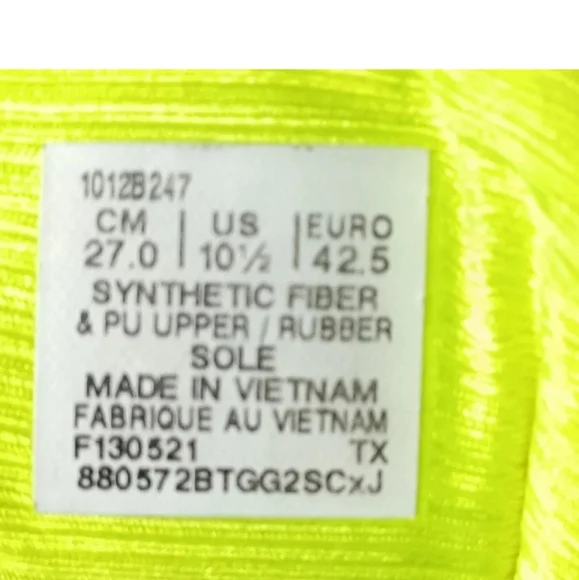 1012B247
CM | US | EURO
27.0 | 10½ | 42.5
SYNTHETIC FIBER
& PU UPPER / RUBBER
SOLE
MADE IN VIETNAM
FABRIQUE AU VIETNAM
F130521 TX
880572BTGG2SCxJ